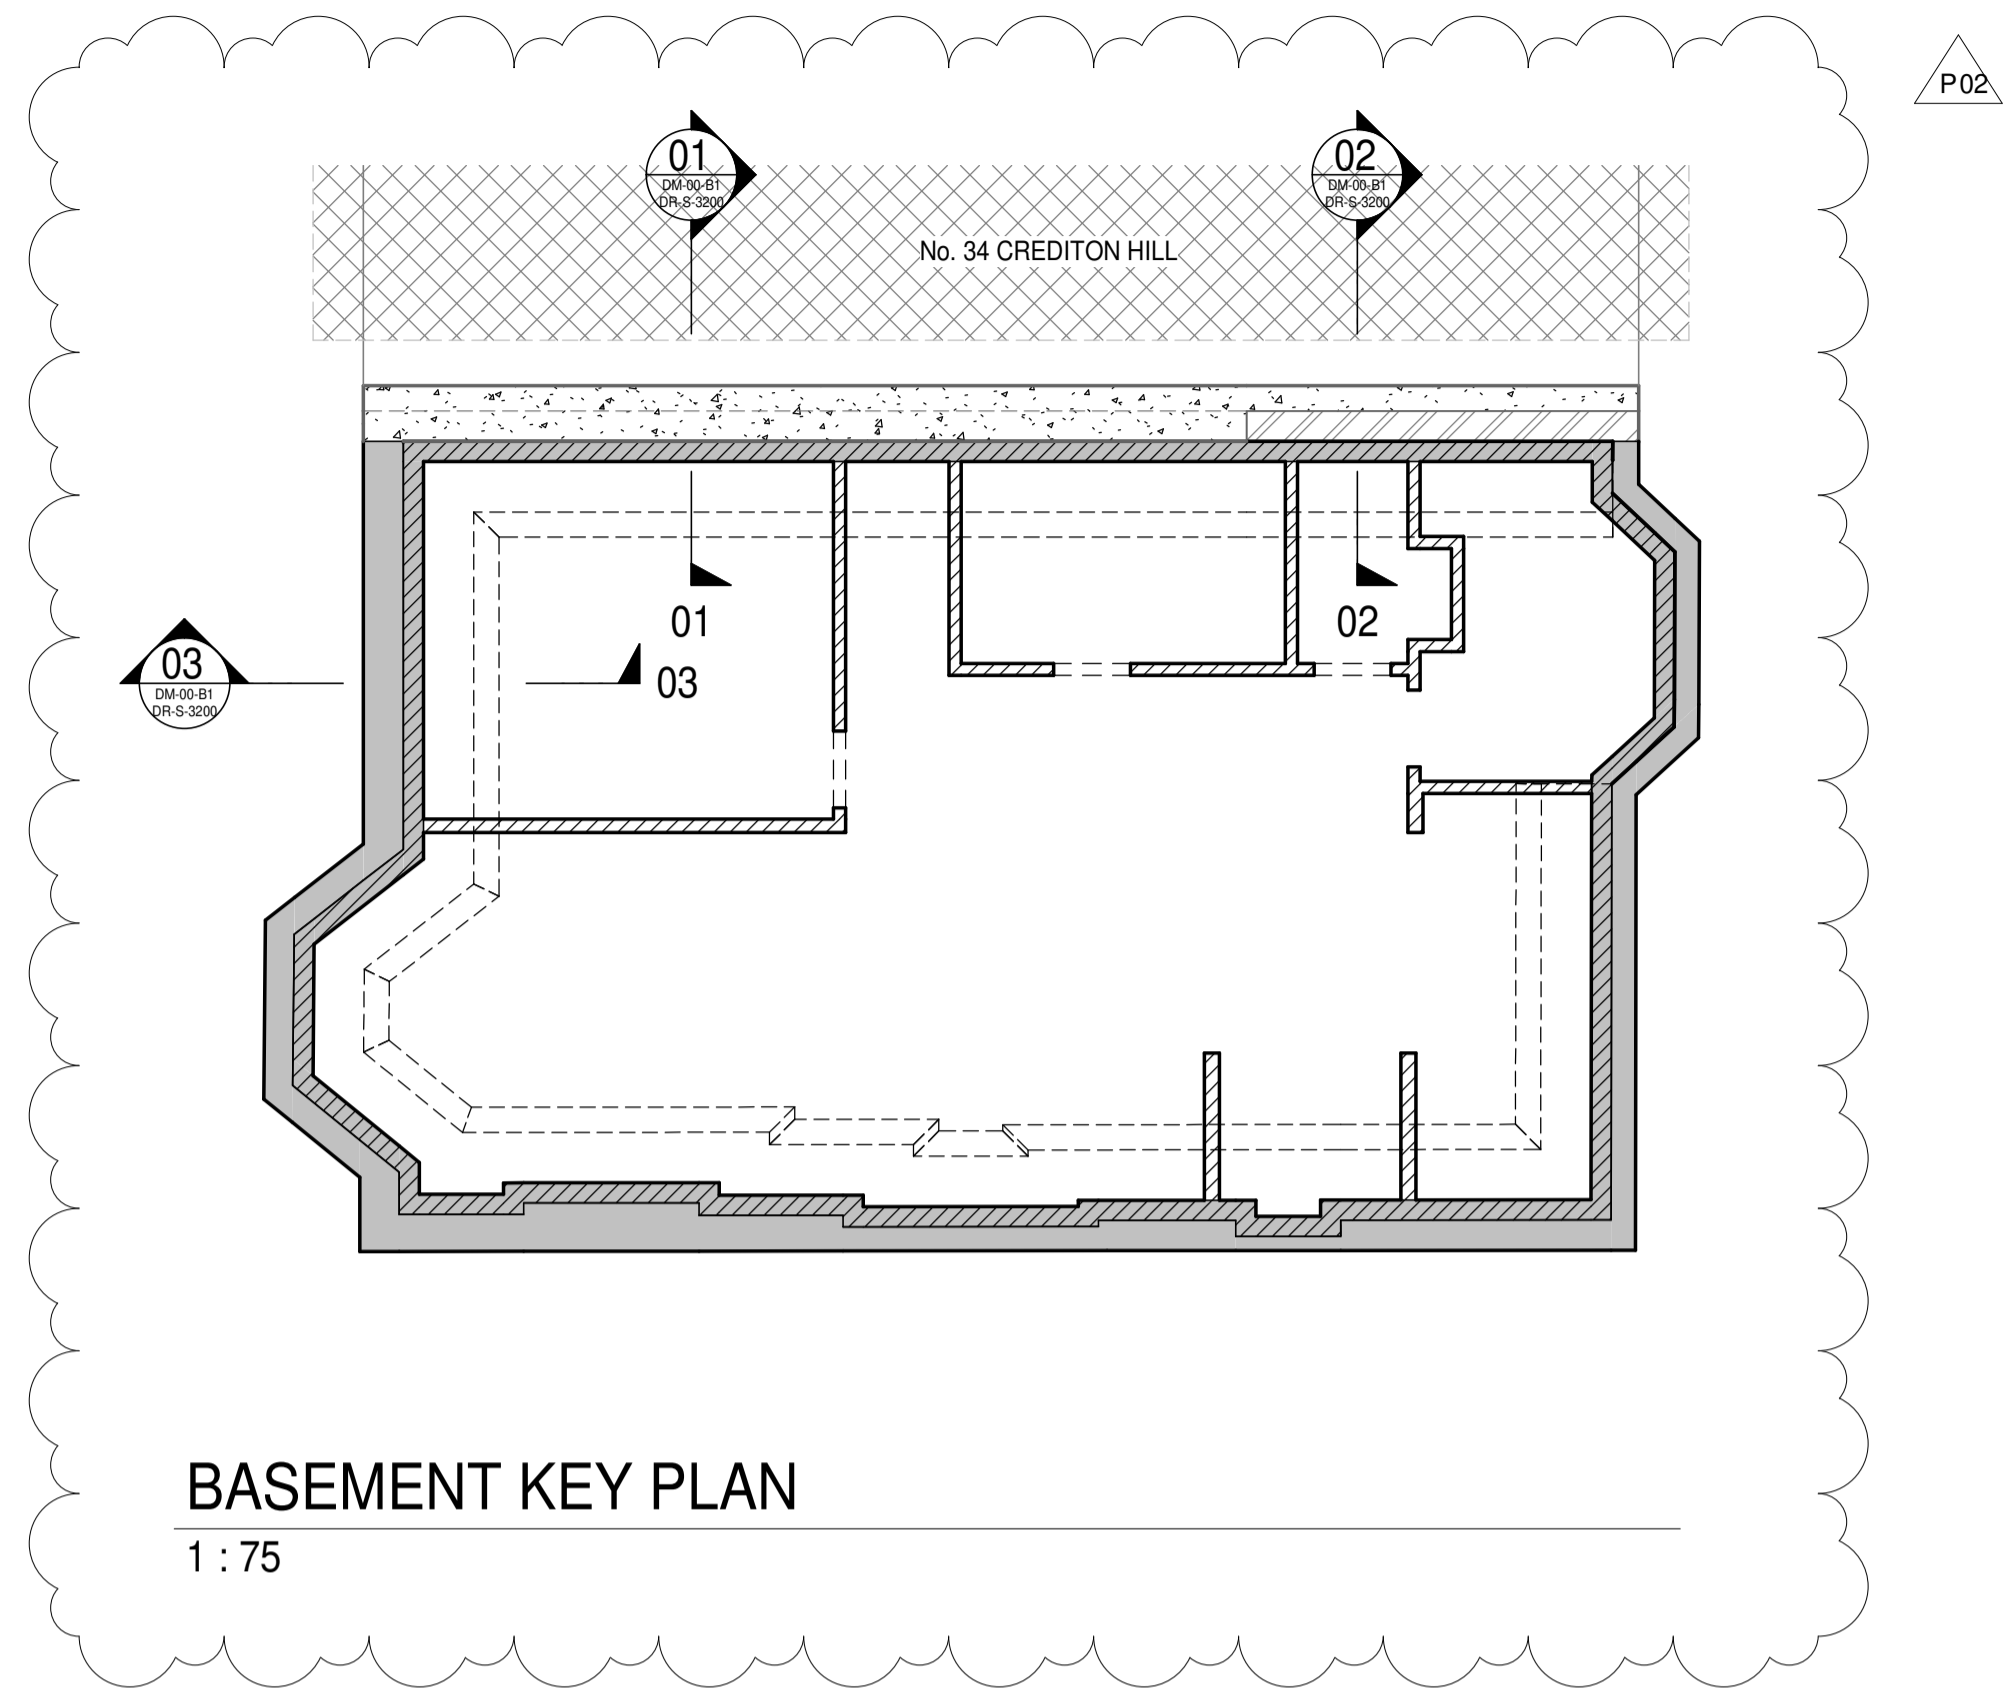 P02
01
DM-00-B1
DR-S-3200
02
DM-00-B1
DR-S-3200
No. 34 CREDITON HILL
01
02
03
DM-00-B1
DR-S-3200
03
BASEMENT KEY PLAN
1 : 75